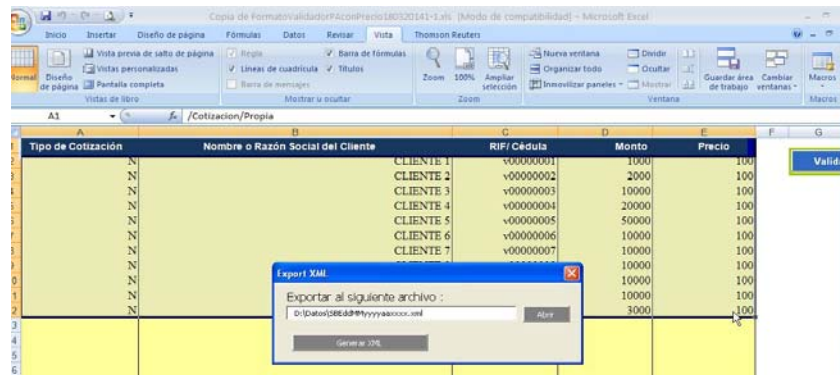 Copia de FormatoValidadorPAconPrecio180320141-1.xls [Modo de compatibilidad] - Microsoft Excel
Inicio Insertar Diseño de página Fórmulas Datos Revisar Vista Thomson Reuters
Normal
Diseño de página
Vista previa de salto de página
Vistas personalizadas
Pantalla completa
Vistas de libro
Regla
Líneas de cuadrícula
Barra de mensajes
Barra de fórmulas
Títulos
Mostrar u ocultar
Zoom
100%
Ampliar selección
Zoom
Nueva ventana
Organizar todo
Inmovilizar paneles
Dividir
Ocultar
Mostrar
Guardar área de trabajo
Cambiar ventanas
Ventana
Macros
Macros
A1 fx /Cotizacion/Propia
A B C D E F G
Tipo de Cotización Nombre o Razón Social del Cliente RIF/ Cédula Monto Precio
Valida
N CLIENTE 1 v00000001 1000 100
N CLIENTE 2 v00000002 2000 100
N CLIENTE 3 v00000003 10000 100
N CLIENTE 4 v00000004 20000 100
N CLIENTE 5 v00000005 50000 100
N CLIENTE 6 v00000006 10000 100
N CLIENTE 7 v00000007 10000 100
N 10000 100
N 10000 100
N 10000 100
N 10000 100
N 3000 100
Export XML
Exportar al siguiente archivo :
D:\Datos\SBEddMMyyyyaaxxxx.xml
Abrir
Generar XML